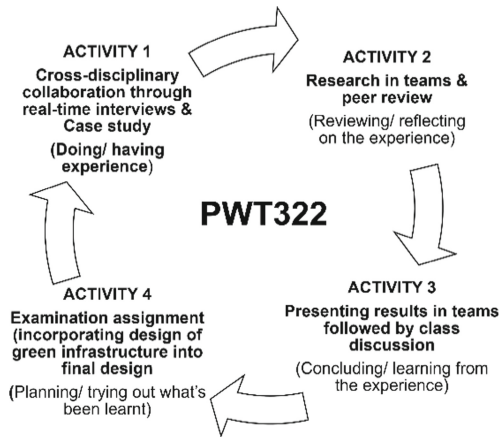 ACTIVITY 1
Cross-disciplinary
collaboration through
real-time interviews &
Case study
(Doing/ having
experience)
ACTIVITY 2
Research in teams &
peer review
(Reviewing/ reflecting
on the experience)
PWT322
ACTIVITY 3
Presenting results in teams
followed by class
discussion
(Concluding/ learning from
the experience)
ACTIVITY 4
Examination assignment
(incorporating design of
green infrastructure into
final design
(Planning/ trying out what's
been learnt)